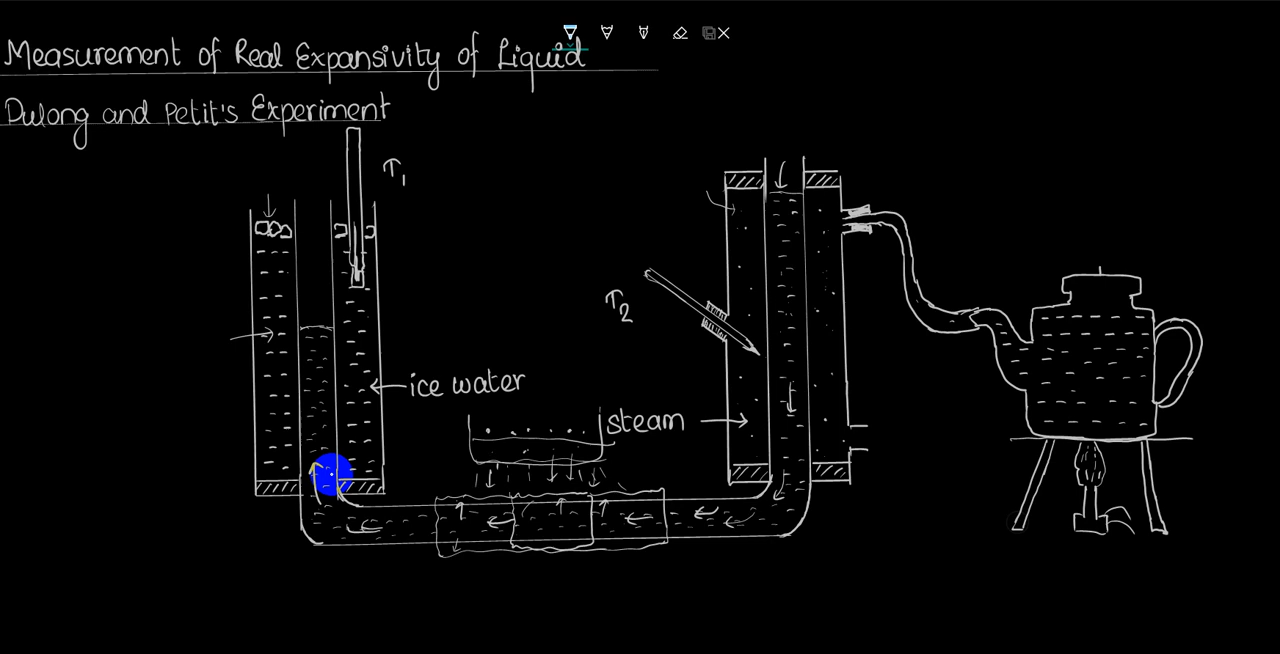 Measurement of Real Expansivity of Liquid
Dulong and Petit's Experiment
T1
T2
ice water
steam